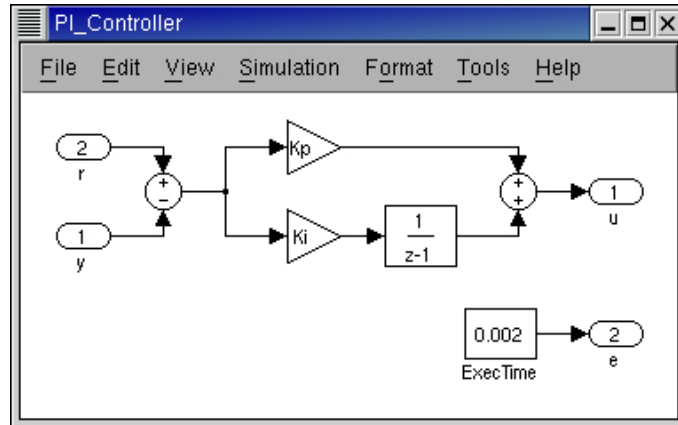 PI_Controller
File Edit View Simulation Format Tools Help
2
r
+
−
Kp
+
+
1
u
1
y
Ki
1
z-1
0.002
ExecTime
2
e